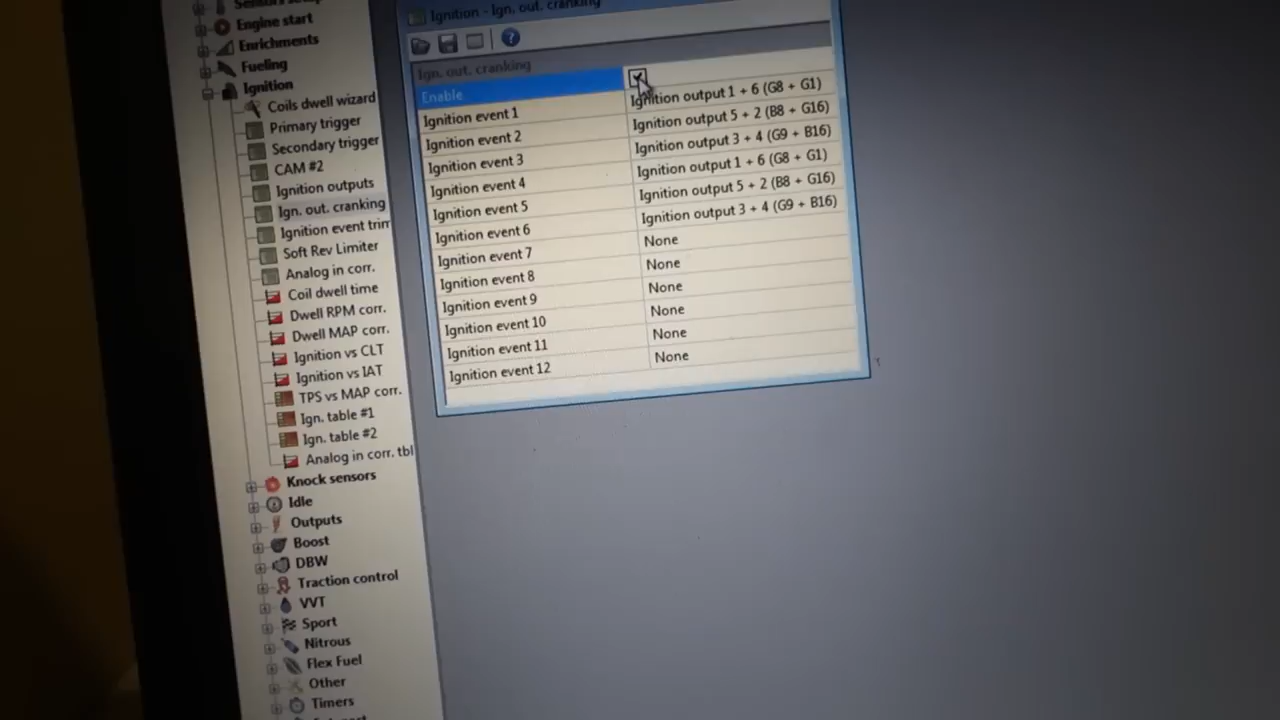 Engine start
Enrichments
Fueling
Ignition
Coils dwell wizard
Primary trigger
Secondary trigger
CAM #2
Ignition outputs
Ign. out. cranking
Ignition event trim
Soft Rev Limiter
Analog in corr.
Coil dwell time
Dwell RPM corr.
Dwell MAP corr.
Ignition vs CLT
Ignition vs IAT
TPS vs MAP corr.
Ign. table #1
Ign. table #2
Analog in corr. tbl
Knock sensors
Idle
Outputs
Boost
DBW
Traction control
VVT
Sport
Nitrous
Flex Fuel
Other
Timers
Ignition - Ign. out. cranking
Ign. out. cranking
Enable
Ignition event 1 Ignition output 1 + 6 (G8 + G1)
Ignition event 2 Ignition output 5 + 2 (B8 + G16)
Ignition event 3 Ignition output 3 + 4 (G9 + B16)
Ignition event 4 Ignition output 1 + 6 (G8 + G1)
Ignition event 5 Ignition output 5 + 2 (B8 + G16)
Ignition event 6 Ignition output 3 + 4 (G9 + B16)
Ignition event 7 None
Ignition event 8 None
Ignition event 9 None
Ignition event 10 None
Ignition event 11 None
Ignition event 12 None